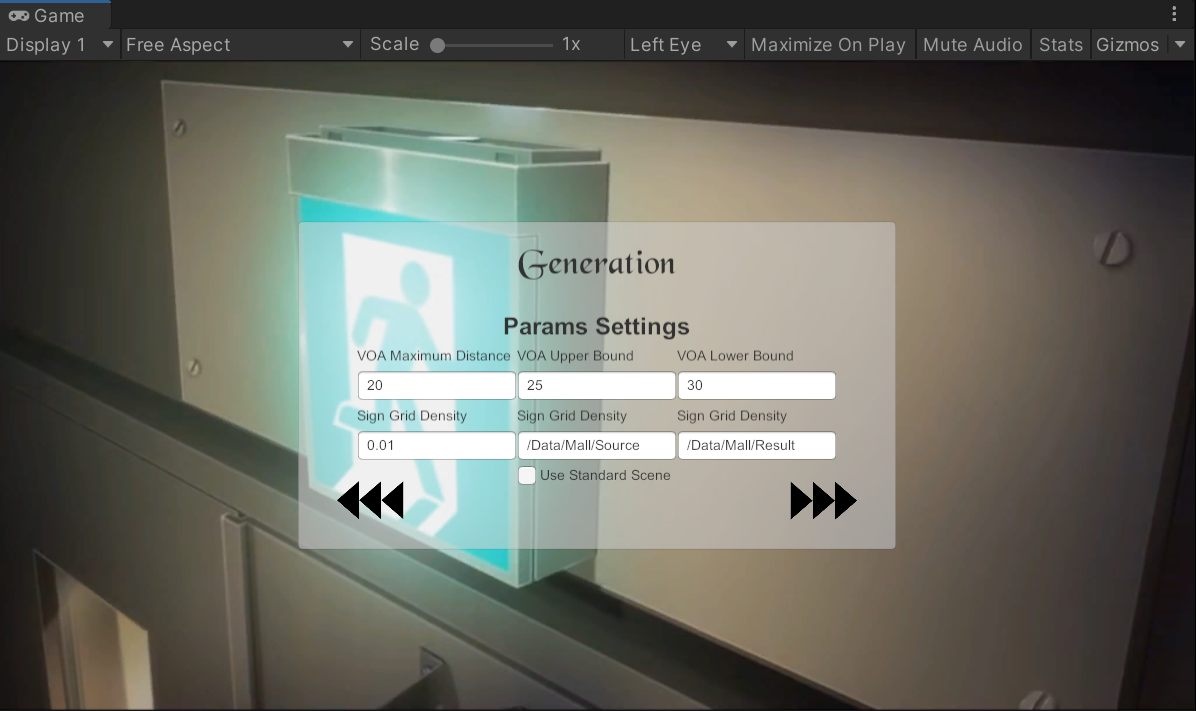 Game
Display 1 Free Aspect Scale 1x Left Eye Maximize On Play Mute Audio Stats Gizmos
Generation
Params Settings
VOA Maximum Distance VOA Upper Bound VOA Lower Bound
20 25 30
Sign Grid Density Sign Grid Density Sign Grid Density
0.01 /Data/Mall/Source /Data/Mall/Result
Use Standard Scene